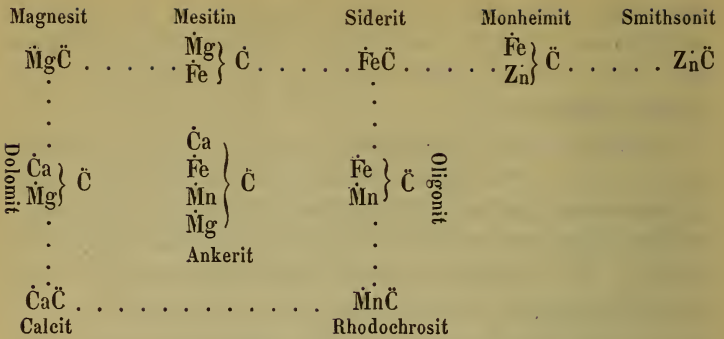 Magnesit Mesitin Siderit Monheimit Smithsonit
ṀgC̈ . . . . . Ṁg Ḟe } Ċ . . . . . ḞeC̈ . . . . . Ḟe Żn } C̈ . . . . . ŻnC̈
Dolomit Ċa Ṁg } C̈ Ċa Ḟe Ṁn Ṁg } C̈ Ḟe Ṁn } C̈ Oligonit
Ankerit
ĊaC̈ . . . . . . . . . . . ṀnC̈
Calcit Rhodochrosit